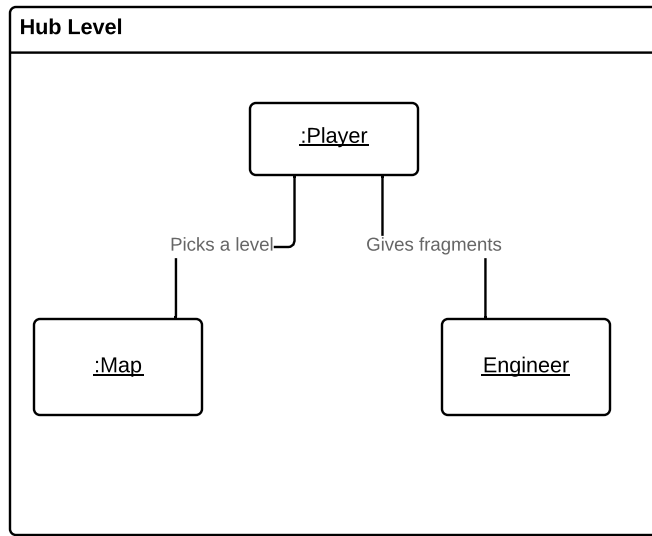 Hub Level
:Player
Picks a level
Gives fragments
:Map
Engineer